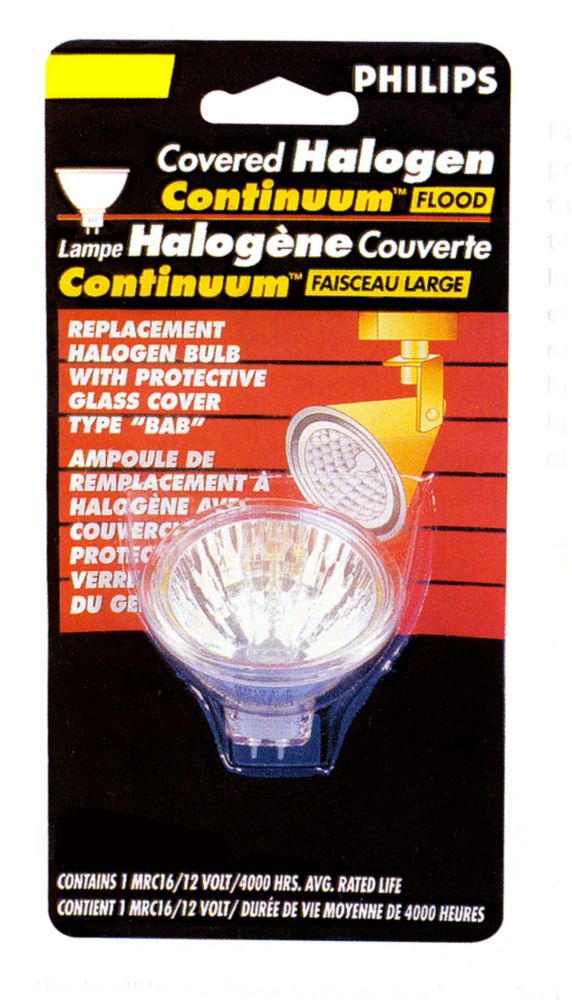 PHILIPS
Covered Halogen
Continuum™ FLOOD
Lampe Halogène Couverte
Continuum™ FAISCEAU LARGE
REPLACEMENT
HALOGEN BULB
WITH PROTECTIVE
GLASS COVER
TYPE "BAB"
AMPOULE DE
REMPLACEMENT À
HALOGÈNE
DU
CONTAINS 1 MRC16/12 VOLT/4000 HRS. AVG. RATED LIFE
CONTIENT 1 MRC16/12 VOLT/ DURÉE DE VIE MOYENNE DE 4000 HEURES